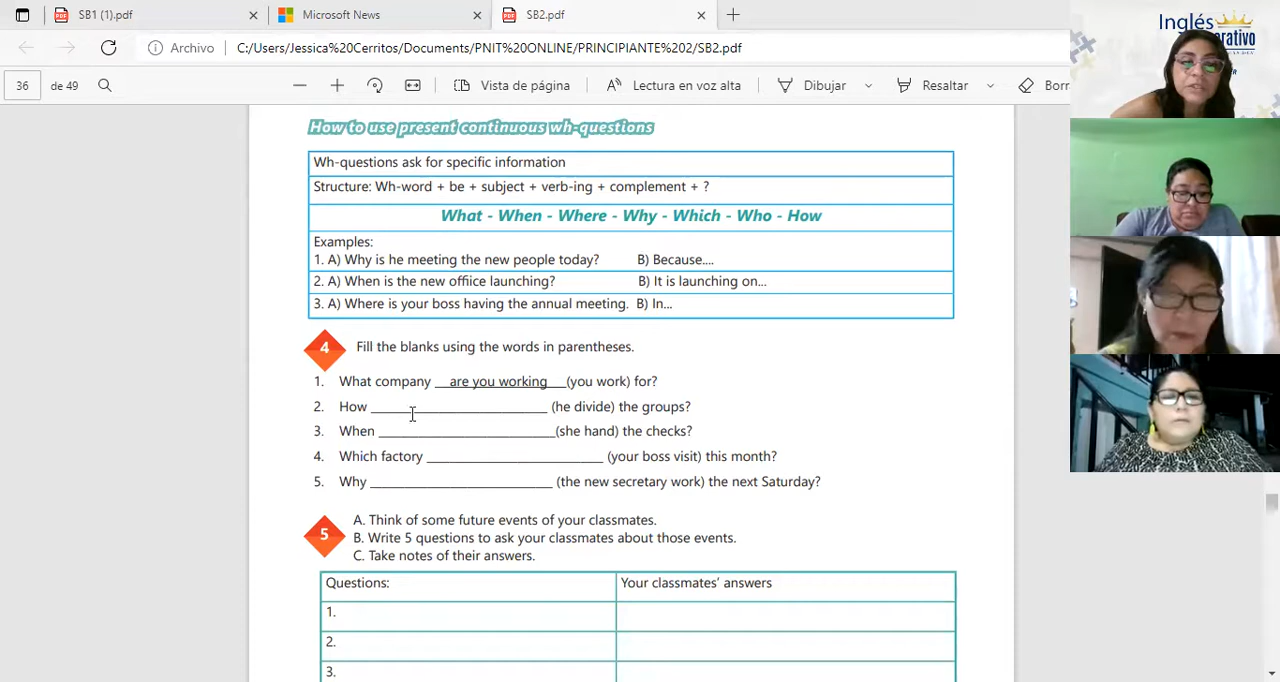 SB1 (1).pdf
Microsoft News
SB2.pdf
Archivo
C:/Users/Jessica%20Cerritos/Documents/PNIT%20ONLINE/PRINCIPIANTE%202/SB2.pdf
36 de 49
Vista de página
Lectura en voz alta
Dibujar
Resaltar
Borr
Inglés
How to use present continuous wh-questions
Wh-questions ask for specific information
Structure: Wh-word + be + subject + verb-ing + complement + ?
What - When - Where - Why - Which - Who - How
Examples:
1. A) Why is he meeting the new people today? B) Because....
2. A) When is the new office launching? B) It is launching on...
3. A) Where is your boss having the annual meeting. B) In...
4 Fill the blanks using the words in parentheses.
1. What company __are you working___(you work) for?
2. How __________________________ (he divide) the groups?
3. When __________________________(she hand) the checks?
4. Which factory __________________________ (your boss visit) this month?
5. Why ___________________________ (the new secretary work) the next Saturday?
5 A. Think of some future events of your classmates.
B. Write 5 questions to ask your classmates about those events.
C. Take notes of their answers.
Questions: Your classmates' answers
1.
2.
3.